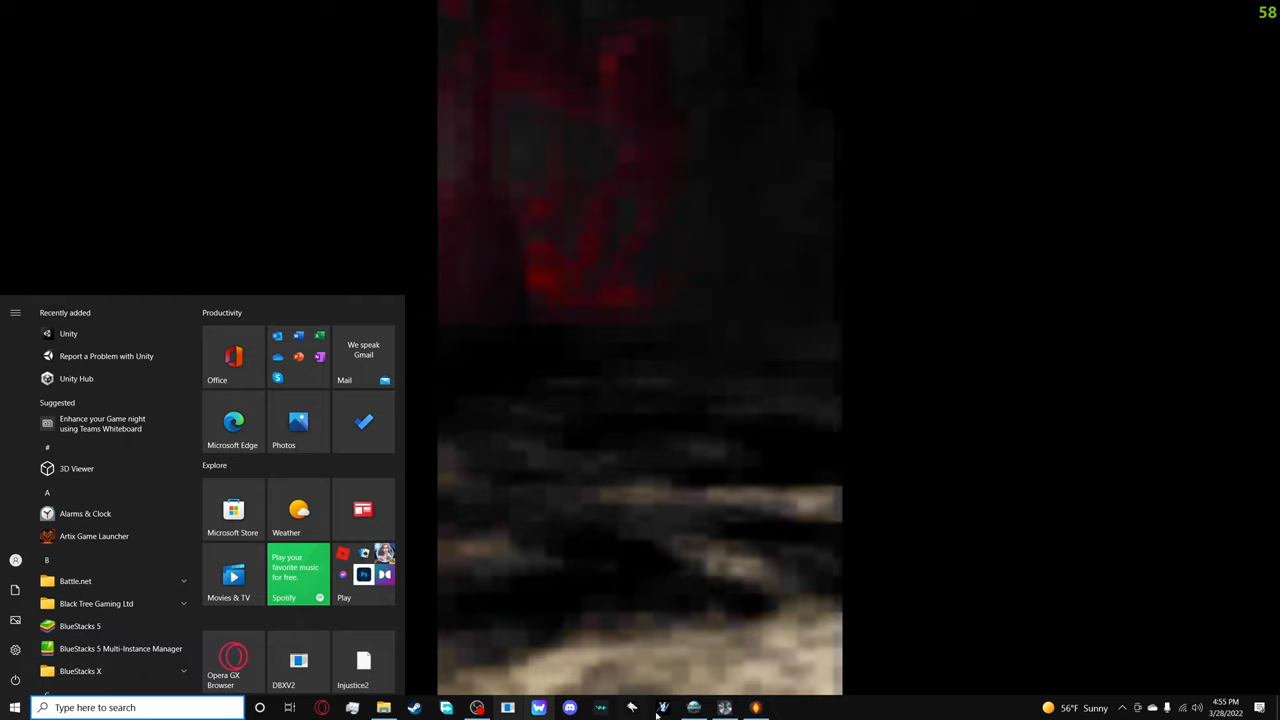 58
Recently added
Unity
Report a Problem with Unity
Unity Hub
Suggested
Enhance your Game night
using Teams Whiteboard
#
3D Viewer
A
Alarms & Clock
Artix Game Launcher
B
Battle.net
Black Tree Gaming Ltd
BlueStacks 5
BlueStacks 5 Multi-Instance Manager
BlueStacks X
Productivity
Office
We speak
Gmail
Mail
Microsoft Edge
Photos
Explore
Microsoft Store
Weather
Movies & TV
Play your
favorite music
for free.
Spotify
Play
Opera GX
Browser
DBXV2
Injustice2
Type here to search
56°F Sunny
4:55 PM
3/28/2022